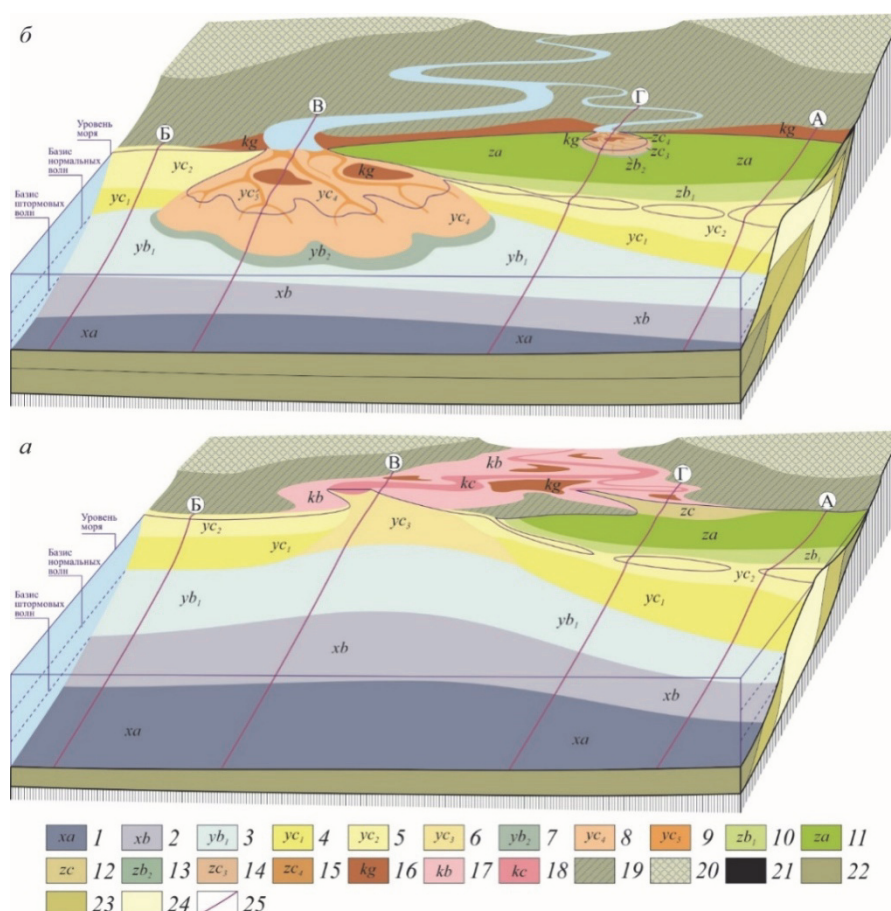 б
Уровень
моря
Базис
нормальных
волн
Базис
штормовых
волн
Б
В
Г
А
kg
kg
kg
kg
yc₂
yc₁
yc₅
yc₄
yc₄
yb₁
yb₂
yb₁
za
za
zc₄
zc₃
zb₂
zb₁
yc₂
yc₁
xb
xb
xa
xa
а
Уровень
моря
Базис
нормальных
волн
Базис
штормовых
волн
Б
В
Г
А
kb
kb
kc
kg
zc
yc₂
yc₁
yc₃
za
zb₁
yc₂
yc₁
yb₁
yb₁
xb
xb
xa
xa
xa 1 xb 2 yb₁ 3 yc₁ 4 yc₂ 5 yc₃ 6 yb₂ 7 yc₄ 8 yc₅ 9 zb₁ 10 za 11
zc 12 zb₂ 13 zc₃ 14 zc₄ 15 kg 16 kb 17 kc 18 19 20 21 22
23 24 25